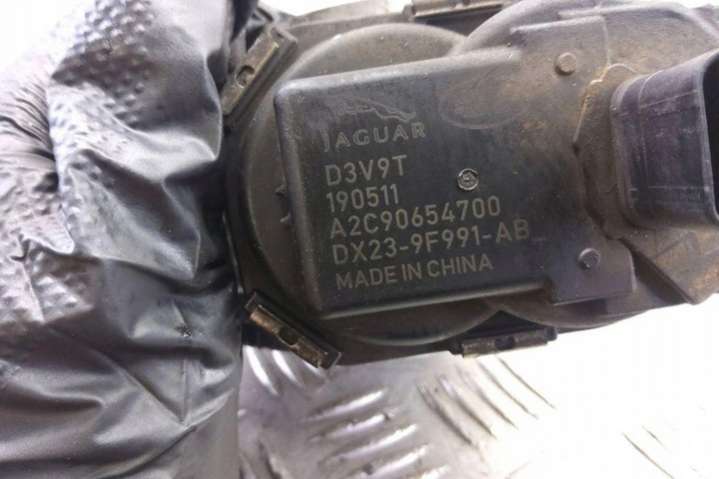 JAGUAR
D3V9T
190511
A2C90654700
DX23-9F991-AB
MADE IN CHINA